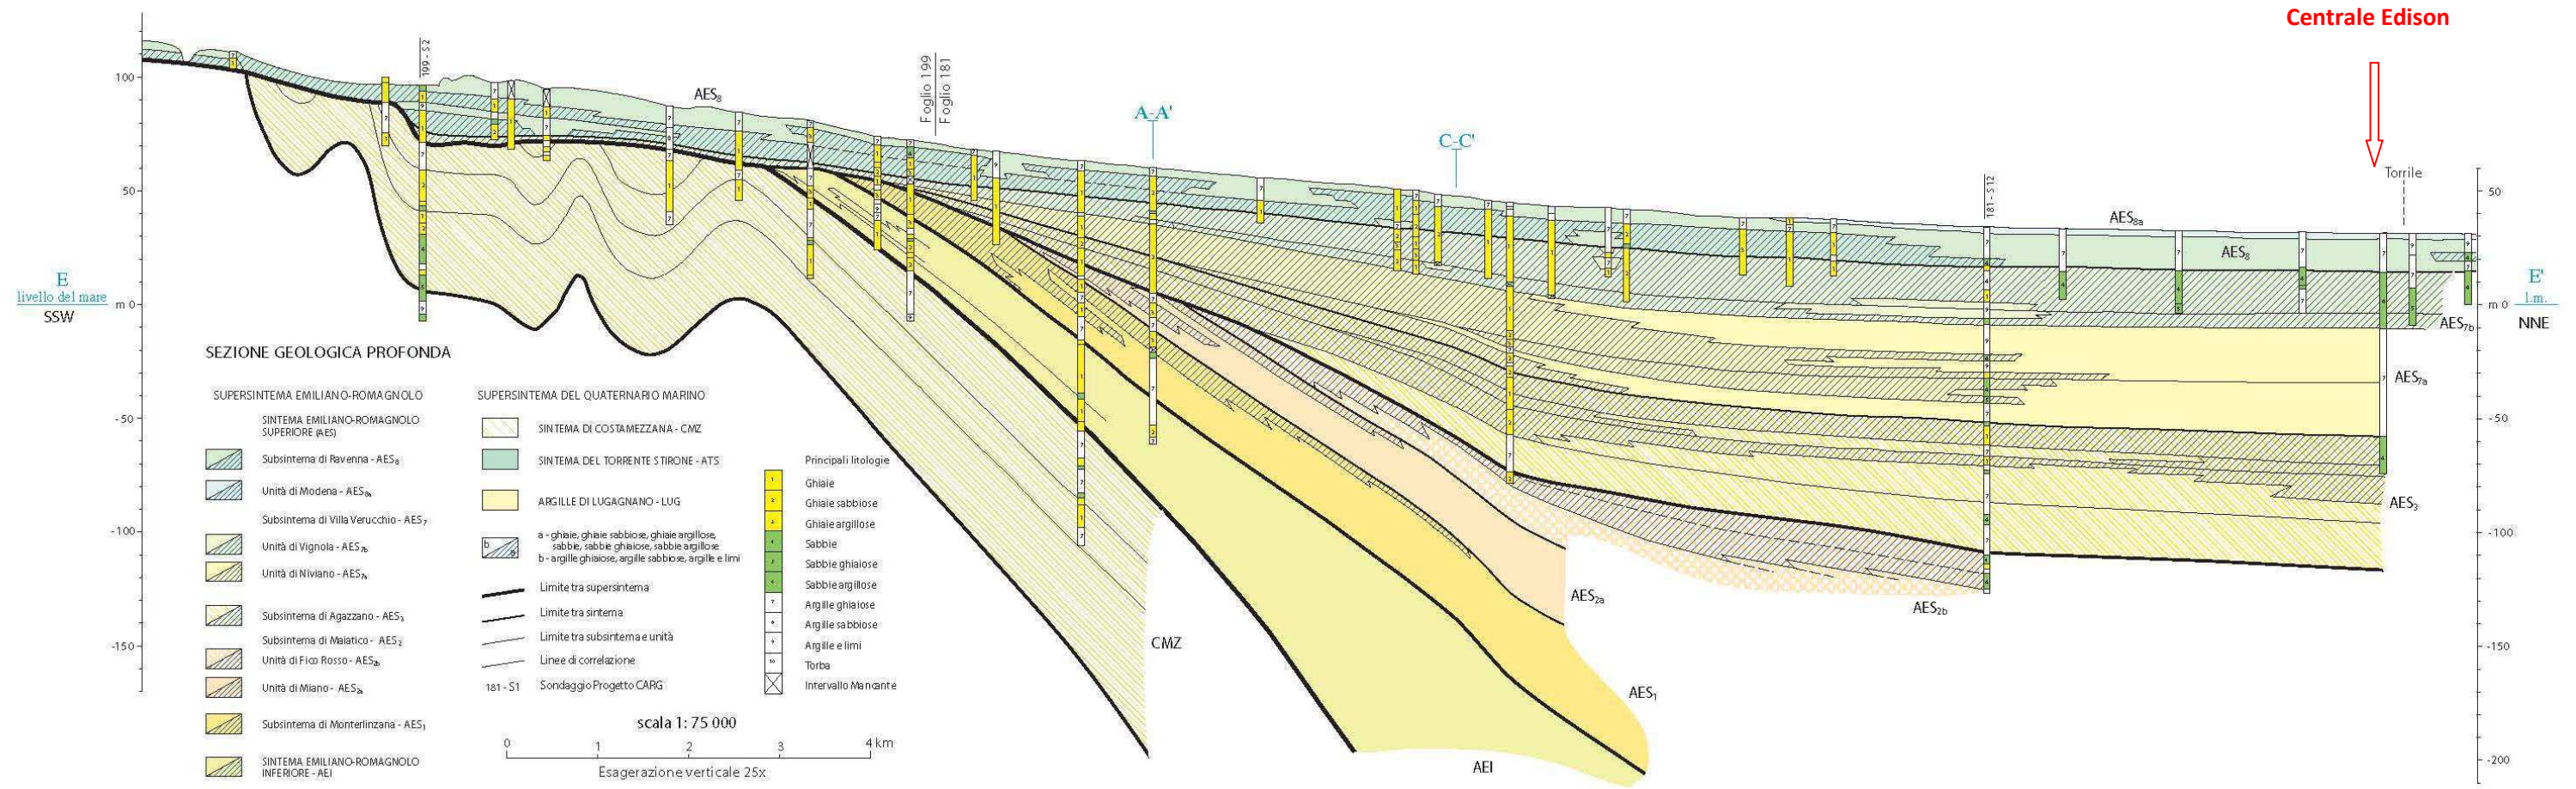 Centrale Edison
199 - S 2
AES8
Foglio 199
Foglio 181
A-A'
C-C'
181 - S12
Torrile
AES8a
AES8
100
50
m 0
-50
-100
-150
50
m 0
-50
-100
-150
-200
E
livello del mare
SSW
E'
l.m.
NNE
AES7b
AES7a
AES3
AES2b
AES2a
AES1
AEI
CMZ
SEZIONE GEOLOGICA PROFONDA
SUPERSINTEMA EMILIANO-ROMAGNOLO
SINTEMA EMILIANO-ROMAGNOLO
SUPERIORE (AES)
Subsintema di Ravenna - AES8
Unità di Modena - AES8a
Subsintema di Villa Verucchio - AES7
Unità di Vignola - AES7b
Unità di Niviano - AES7a
Subsintema di Agazzano - AES3
Subsintema di Maiatico - AES2
Unità di Fico Rosso - AES2b
Unità di Miano - AES2a
Subsintema di Monterlinzana - AES1
SINTEMA EMILIANO-ROMAGNOLO
INFERIORE - AEI
SUPERSINTEMA DEL QUATERNARIO MARINO
SINTEMA DI COSTAMEZZANA - CMZ
SINTEMA DEL TORRENTE STIRONE - ATS
ARGILLE DI LUGAGNANO - LUG
b
a
a - ghiaie, ghiaie sabbiose, ghiaie argillose,
sabbie, sabbie ghiaiose, sabbie argillose
b - argille ghiaiose, argille sabbiose, argille e limi
Limite tra supersintema
Limite tra sintema
Limite tra subsintema e unità
Linee di correlazione
181 - S1 Sondaggio Progetto CARG
Principali litologie
Ghiaie
Ghiaie sabbiose
Ghiaie argillose
Sabbie
Sabbie ghiaiose
Sabbie argillose
Argille ghiaiose
Argille sabbiose
Argille e limi
Torba
Intervallo Mancante
scala 1: 75 000
0 1 2 3 4 km
Esagerazione verticale 25x